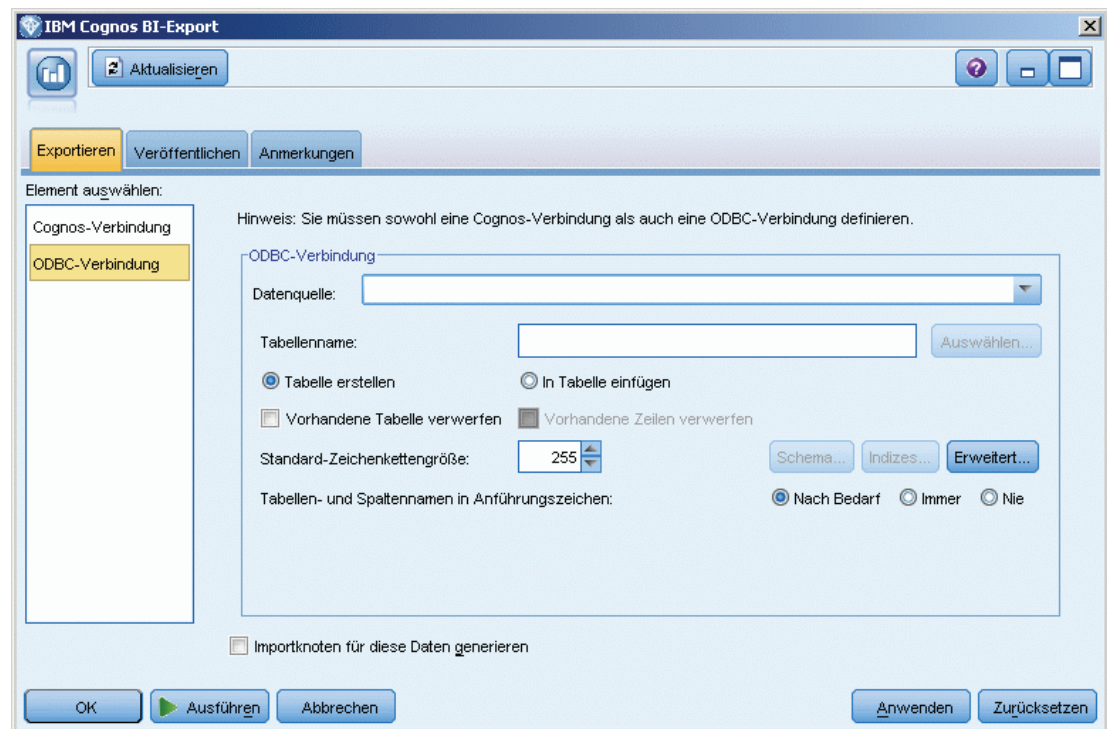 IBM Cognos BI-Export
Aktualisieren
Exportieren Veröffentlichen Anmerkungen
Element auswählen:
Cognos-Verbindung
ODBC-Verbindung
Hinweis: Sie müssen sowohl eine Cognos-Verbindung als auch eine ODBC-Verbindung definieren.
ODBC-Verbindung
Datenquelle:
Tabellenname: Auswählen...
Tabelle erstellen In Tabelle einfügen
Vorhandene Tabelle verwerfen Vorhandene Zeilen verwerfen
Standard-Zeichenkettengröße: 255 Schema... Indizes... Erweitert...
Tabellen- und Spaltennamen in Anführungszeichen: Nach Bedarf Immer Nie
Importknoten für diese Daten generieren
OK Ausführen Abbrechen Anwenden Zurücksetzen